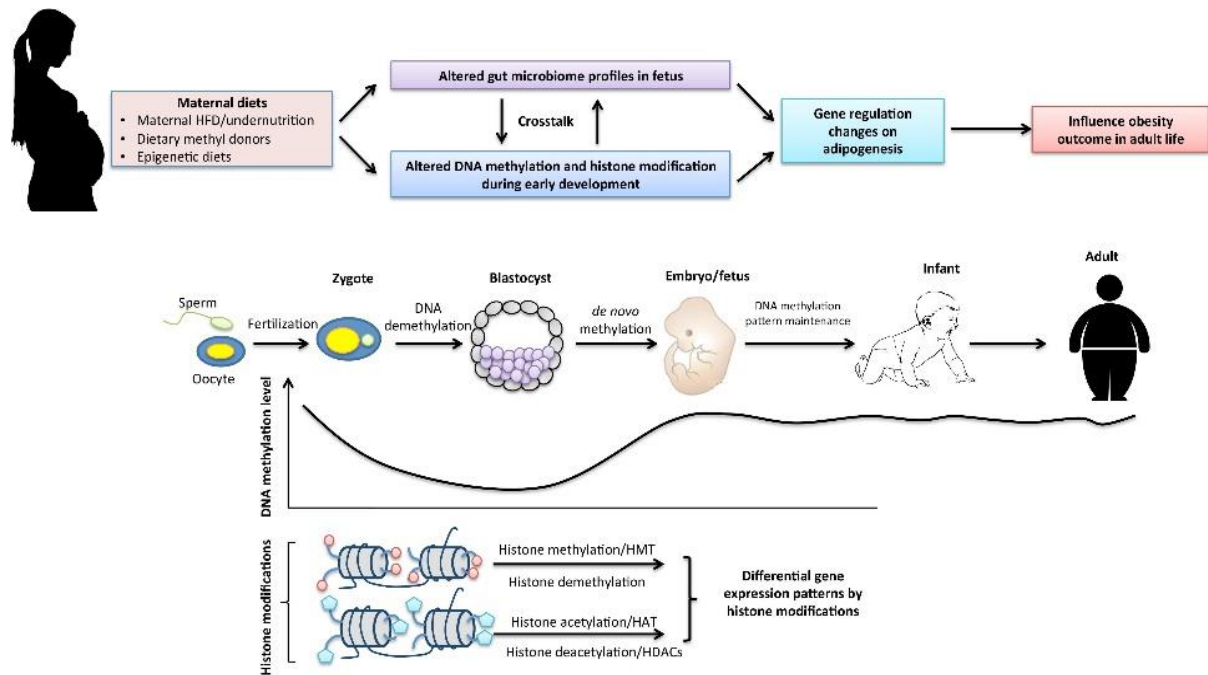 Maternal diets
• Maternal HFD/undernutrition
• Dietary methyl donors
• Epigenetic diets
Altered gut microbiome profiles in fetus
Crosstalk
Altered DNA methylation and histone modification
during early development
Gene regulation
changes on
adipogenesis
Influence obesity
outcome in adult life
Sperm
Oocyte
Fertilization
Zygote
DNA
demethylation
Blastocyst
de novo
methylation
Embryo/fetus
DNA methylation
pattern maintenance
Infant
Adult
DNA methylation level
Histone modifications
Histone methylation/HMT
Histone demethylation
Histone acetylation/HAT
Histone deacetylation/HDACs
Differential gene
expression patterns by
histone modifications